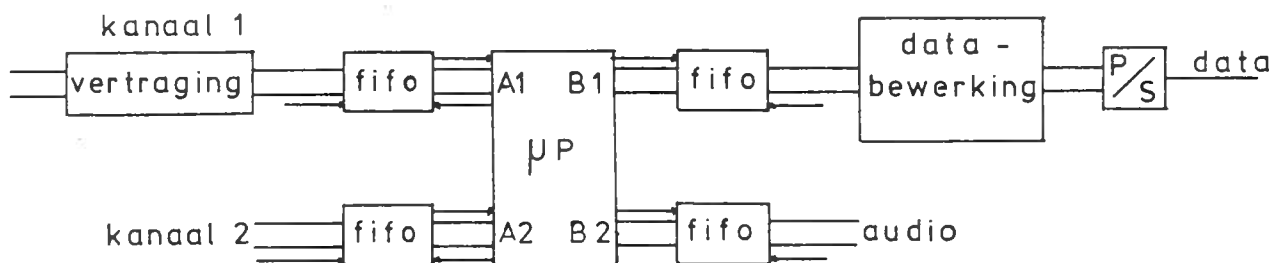 kanaal 1
vertraging
fifo
A1
B1
fifo
data -
bewerking
P/S
data
µP
kanaal 2
fifo
A2
B2
fifo
audio